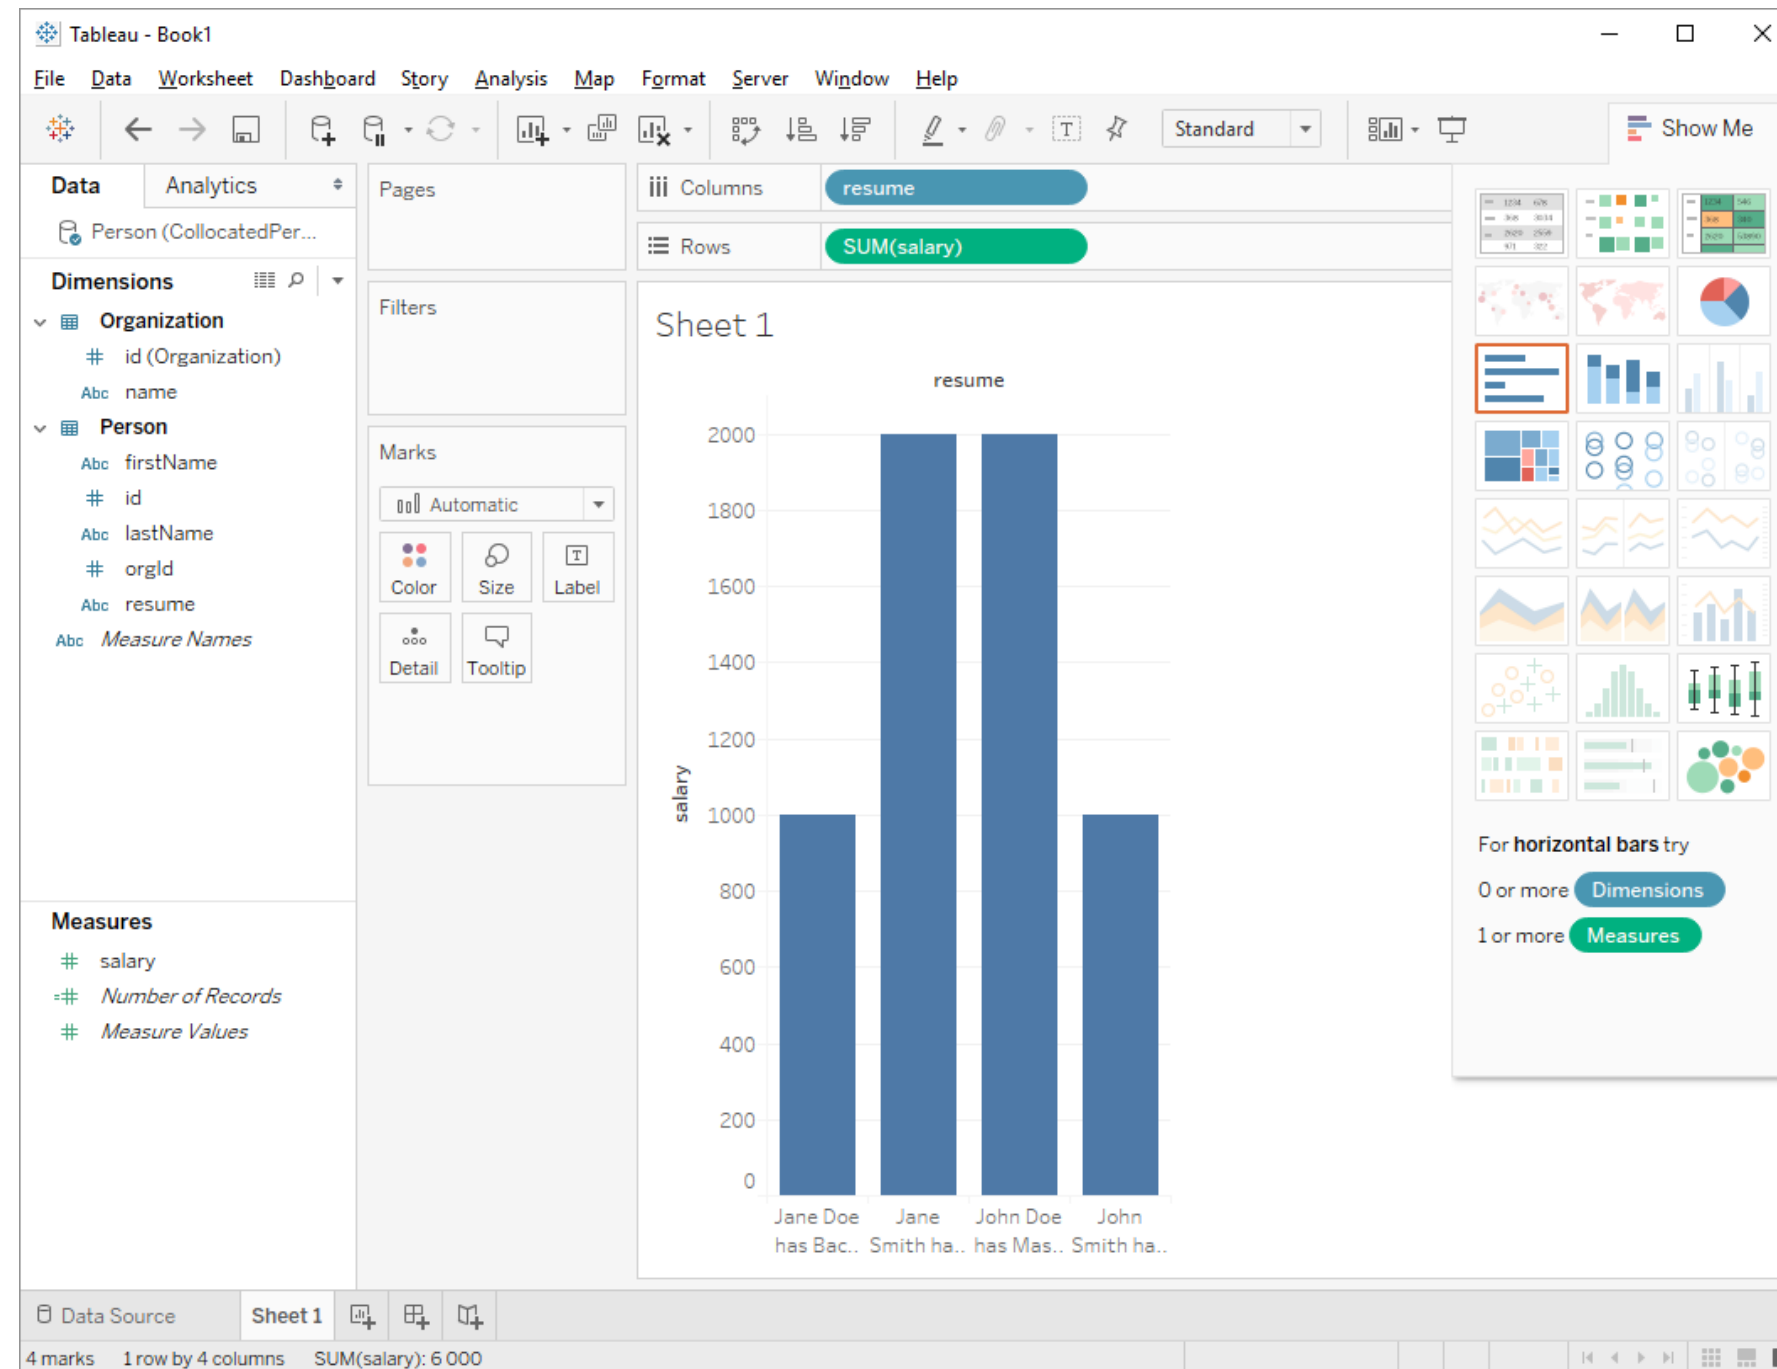 Tableau - Book1
File Data Worksheet Dashboard Story Analysis Map Format Server Window Help
Standard
Show Me
Data Analytics
Person (CollocatedPer...
Dimensions
Organization
# id (Organization)
Abc name
Person
Abc firstName
# id
Abc lastName
# orgId
Abc resume
Abc Measure Names
Measures
# salary
=# Number of Records
# Measure Values
Pages
Filters
Marks
Automatic
Color Size Label
Detail Tooltip
Columns resume
Rows SUM(salary)
Sheet 1
resume
2000
1800
1600
1400
1200
1000
800
600
400
200
0
salary
Jane Doe has Bac..
Jane Smith ha..
John Doe has Mas..
John Smith ha..
For horizontal bars try
0 or more Dimensions
1 or more Measures
Data Source Sheet 1
4 marks 1 row by 4 columns SUM(salary): 6 000